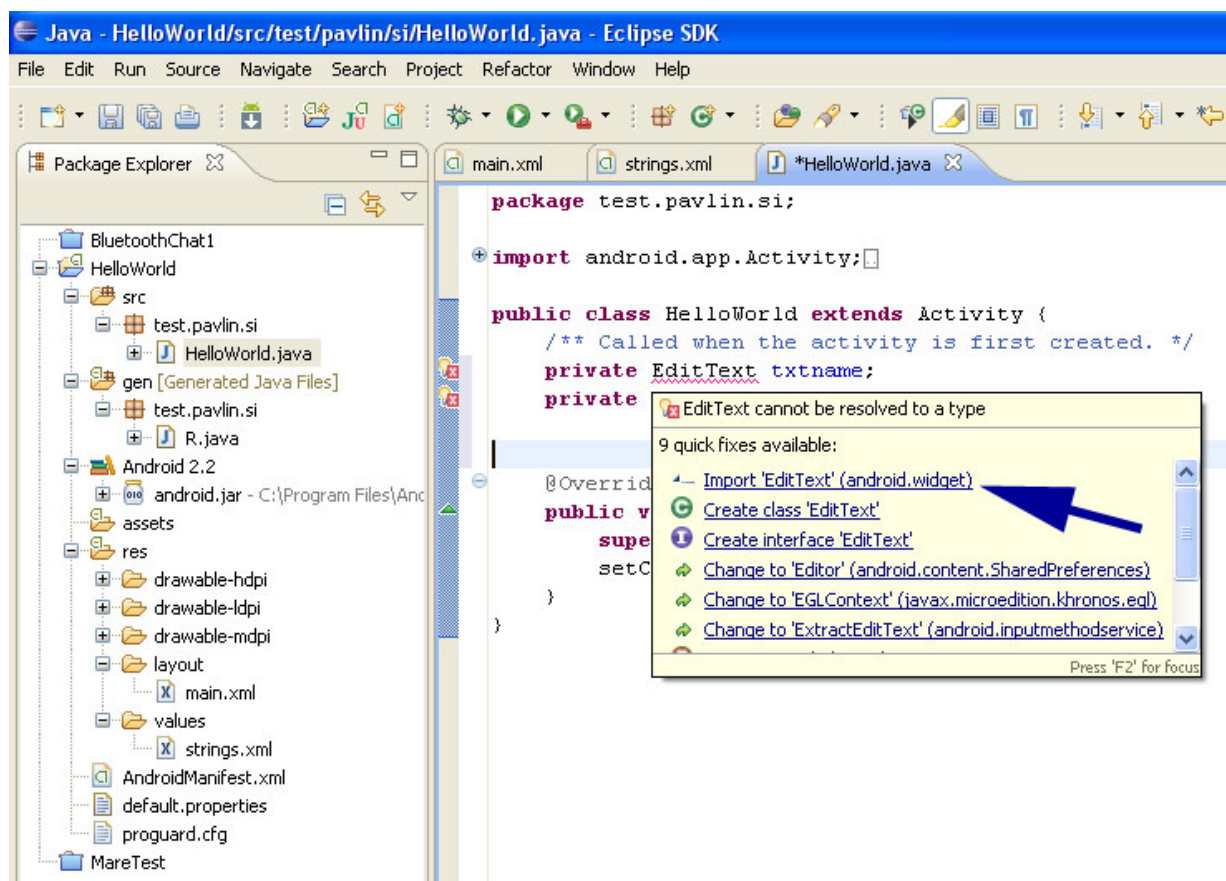 Java - HelloWorld/src/test/pavlin/si/HelloWorld.java - Eclipse SDK
File Edit Run Source Navigate Search Project Refactor Window Help
Package Explorer
main.xml strings.xml *HelloWorld.java
BluetoothChat1
HelloWorld
src
test.pavlin.si
HelloWorld.java
gen [Generated Java Files]
test.pavlin.si
R.java
Android 2.2
android.jar - C:\Program Files\Anc
assets
res
drawable-hdpi
drawable-ldpi
drawable-mdpi
layout
main.xml
values
strings.xml
AndroidManifest.xml
default.properties
proguard.cfg
MareTest
package test.pavlin.si;
import android.app.Activity;
public class HelloWorld extends Activity {
/** Called when the activity is first created. */
private EditText txtname;
private
@Overrid
public v
supe
setC
}
}
EditText cannot be resolved to a type
9 quick fixes available:
Import 'EditText' (android.widget)
Create class 'EditText'
Create interface 'EditText'
Change to 'Editor' (android.content.SharedPreferences)
Change to 'EGLContext' (javax.microedition.khronos.egl)
Change to 'ExtractEditText' (android.inputmethodservice)
Press 'F2' for focus